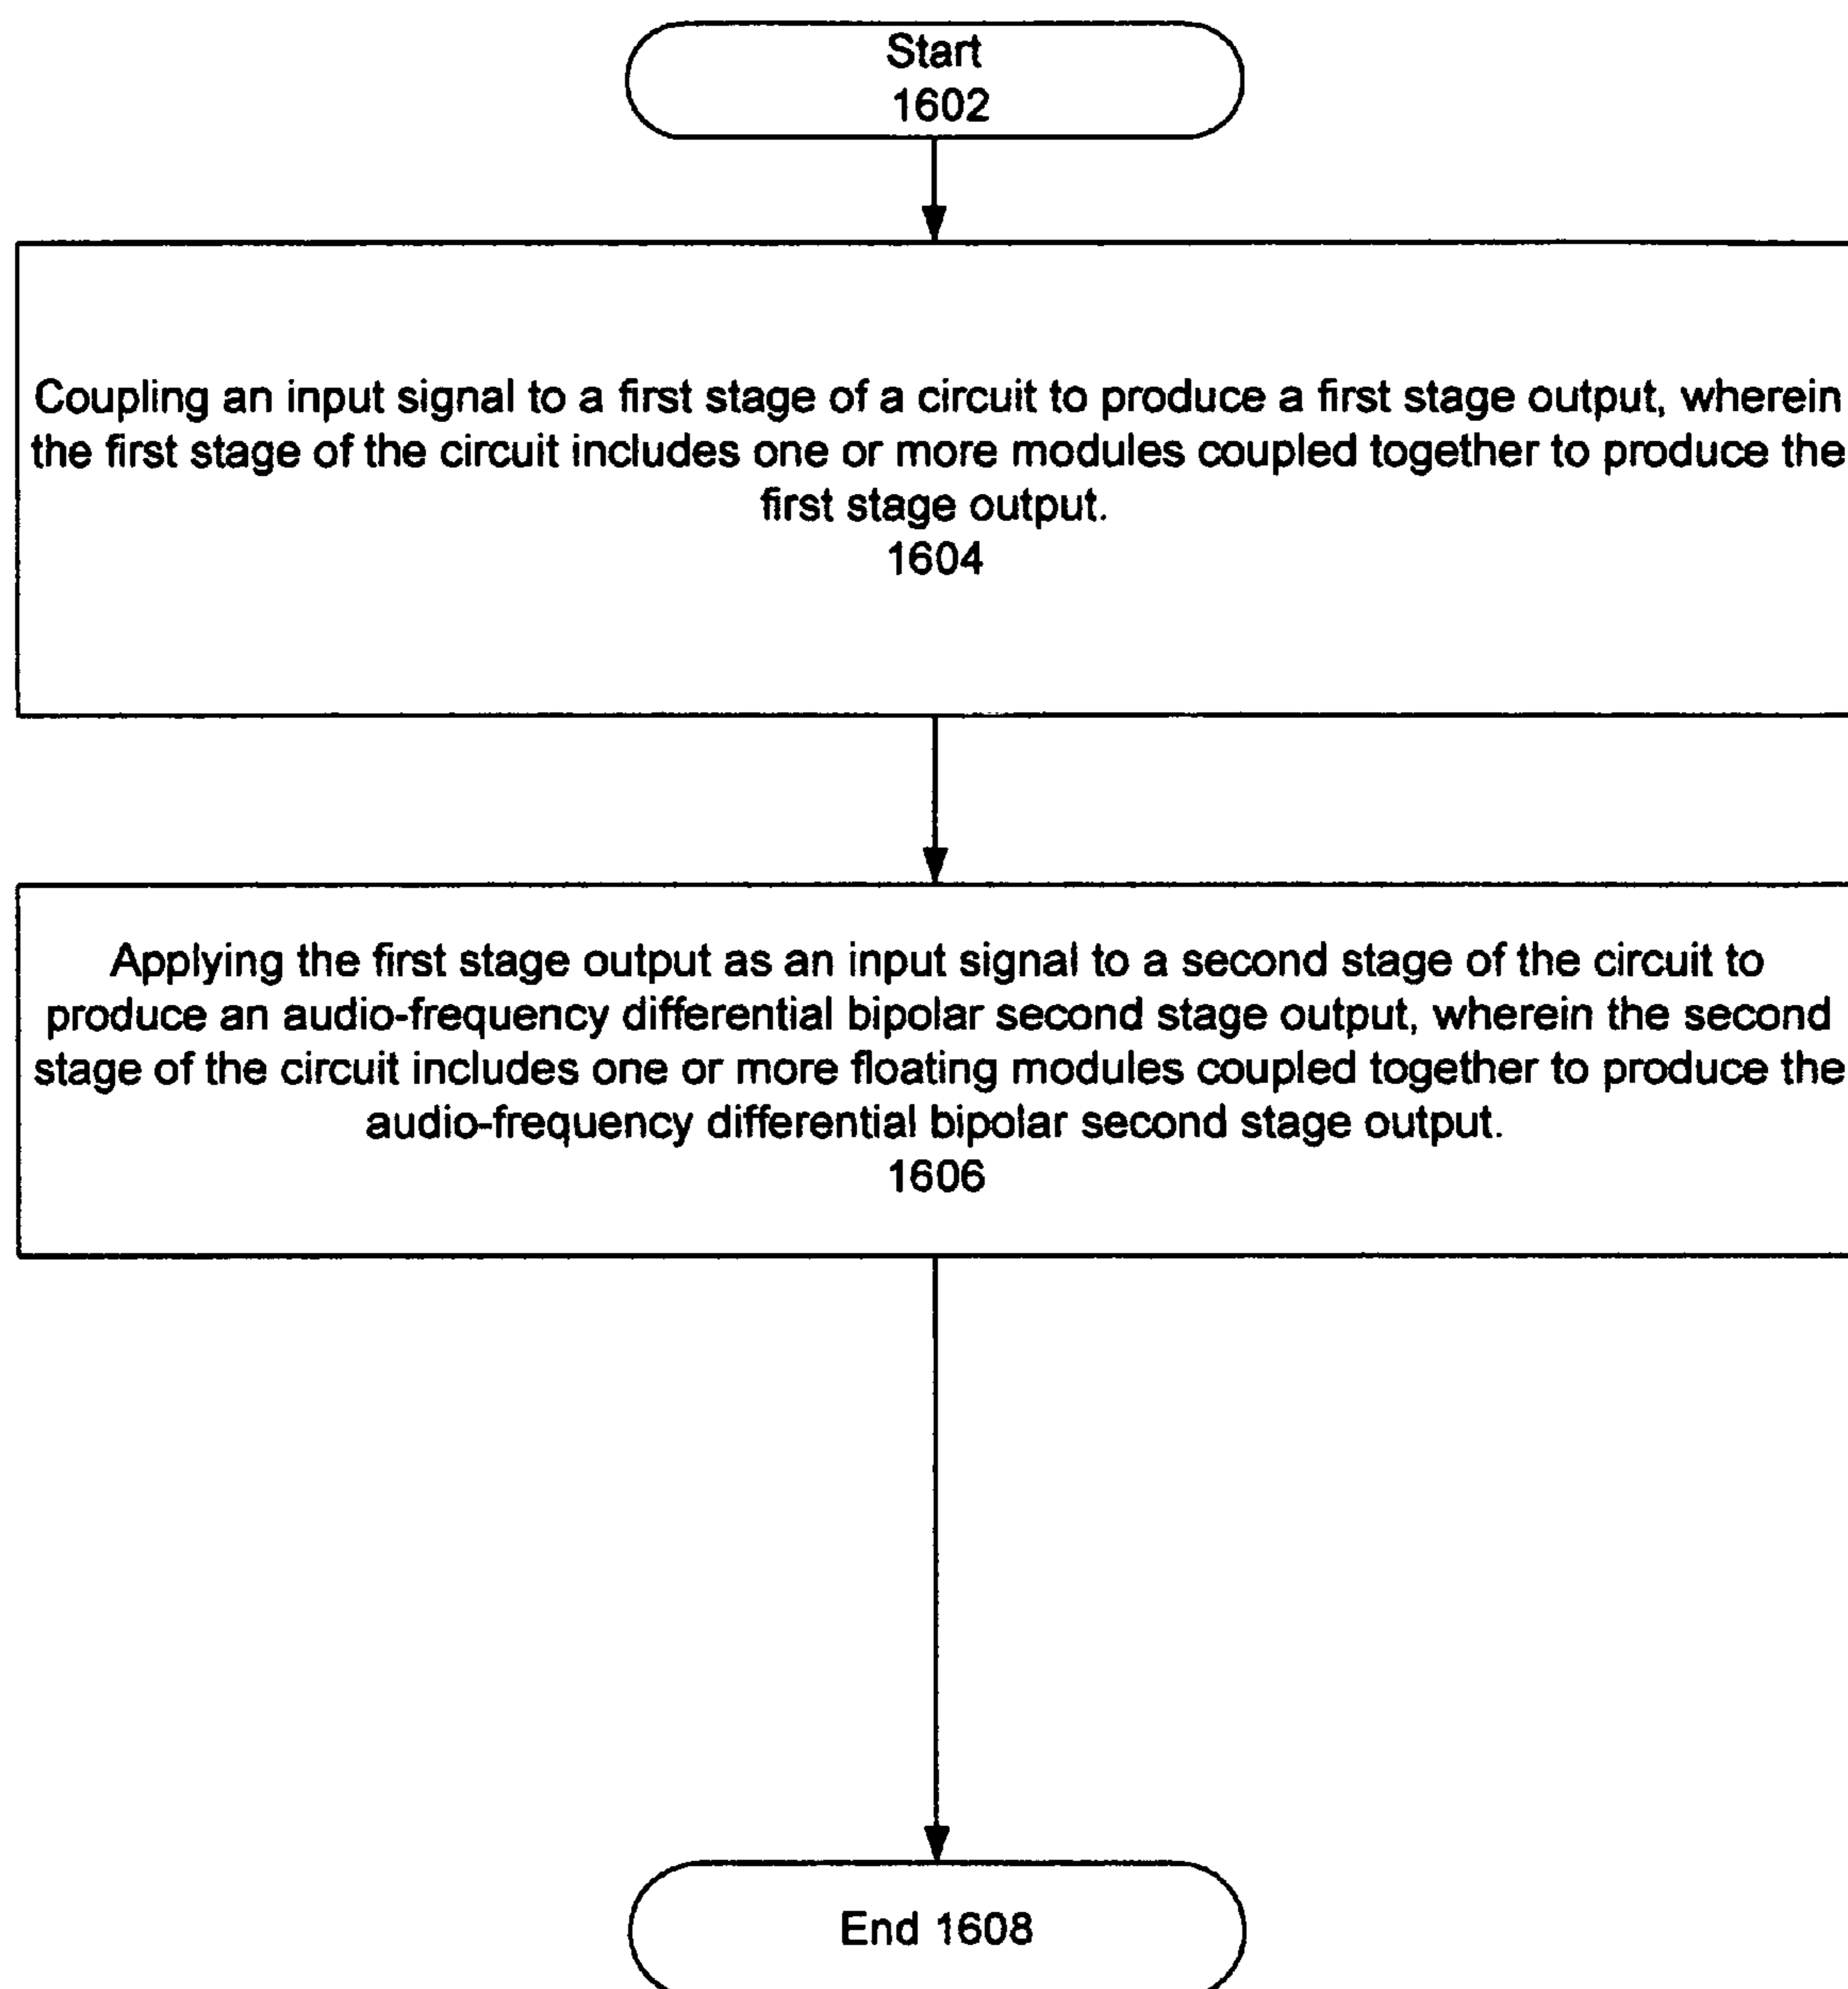 Start
1602
Coupling an input signal to a first stage of a circuit to produce a first stage output, wherein
the first stage of the circuit includes one or more modules coupled together to produce the
first stage output.
1604
Applying the first stage output as an input signal to a second stage of the circuit to
produce an audio-frequency differential bipolar second stage output, wherein the second
stage of the circuit includes one or more floating modules coupled together to produce the
audio-frequency differential bipolar second stage output.
1606
End 1608